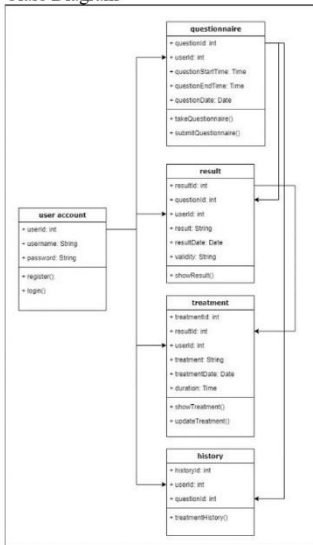 questionnaire
+ questionId: int
+ userId: int
+ questionStartTime: Time
+ questionEndTime: Time
+ questionDate: Date
+ takeQuestionnaire()
+ submitQuestionnaire()
result
+ resultId: int
+ questionId: int
+ userId: int
+ result: String
+ resultDate: Date
+ validity: String
+ showResult()
user account
+ userId: int
+ username: String
+ password: String
+ register()
+ login()
treatment
+ treatmentId: int
+ resultId: int
+ userId: int
+ treatment: String
+ treatmentDate: Date
+ duration: Time
+ showTreatment()
+ updateTreatment()
history
+ historyId: int
+ userId: int
+ questionId: int
+ treatmentHistory()